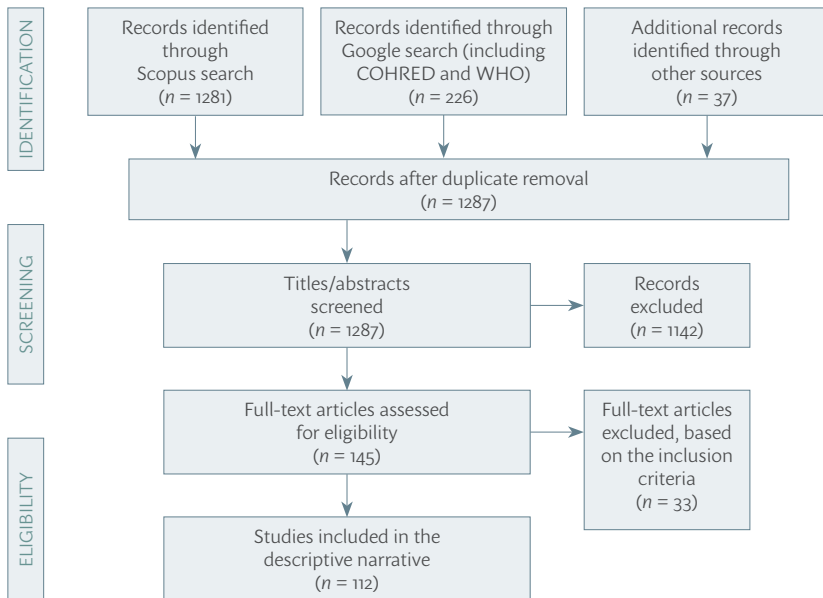 IDENTIFICATION
Records identified
through
Scopus search
(n = 1281)
Records identified through
Google search (including
COHRED and WHO)
(n = 226)
Additional records
identified through
other sources
(n = 37)
Records after duplicate removal
(n = 1287)
SCREENING
Titles/abstracts
screened
(n = 1287)
Records
excluded
(n = 1142)
ELIGIBILITY
Full-text articles assessed
for eligibility
(n = 145)
Full-text articles
excluded, based
on the inclusion
criteria
(n = 33)
Studies included in the
descriptive narrative
(n = 112)